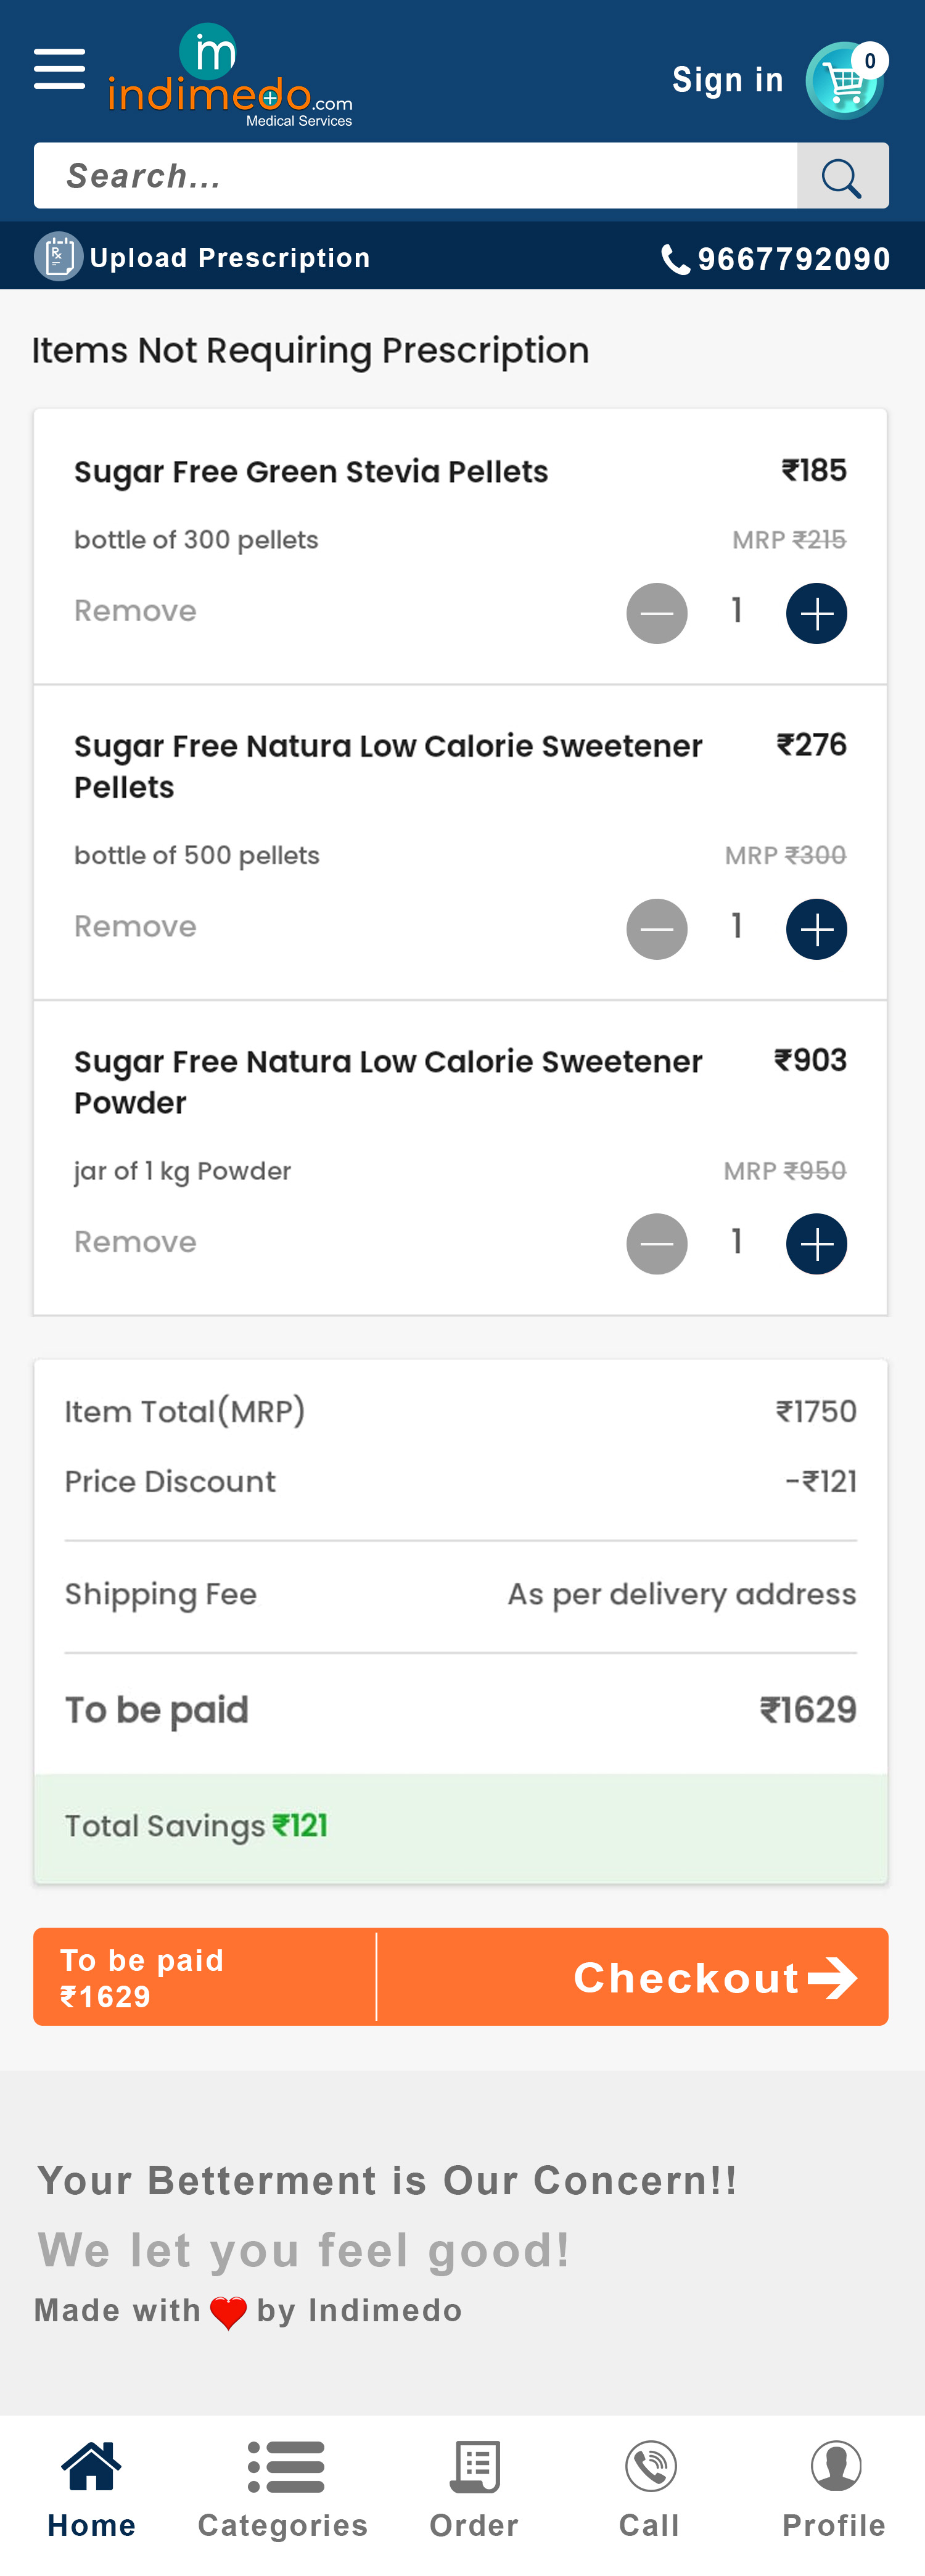 im
indimedo.com
Medical Services
Sign in
0
Search...
Rx
Upload Prescription
9667792090
Items Not Requiring Prescription
Sugar Free Green Stevia Pellets
₹185
bottle of 300 pellets
MRP ₹215
Remove
1
Sugar Free Natura Low Calorie Sweetener
Pellets
₹276
bottle of 500 pellets
MRP ₹300
Remove
1
Sugar Free Natura Low Calorie Sweetener
Powder
₹903
jar of 1 kg Powder
MRP ₹950
Remove
1
Item Total(MRP)
₹1750
Price Discount
-₹121
Shipping Fee
As per delivery address
To be paid
₹1629
Total Savings ₹121
To be paid
₹1629
Checkout
Your Betterment is Our Concern!!
We let you feel good!
Made with by Indimedo
Home
Categories
Order
Call
Profile